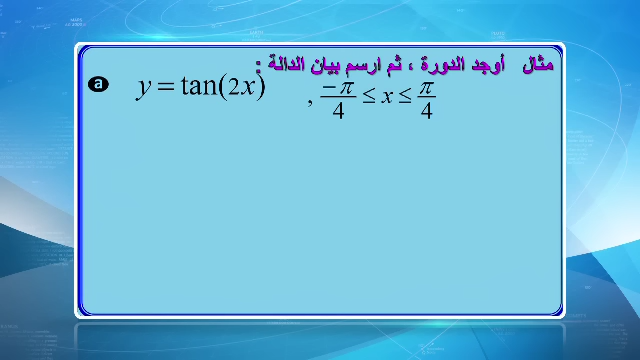 مثال أوجد الدورة ، ثم ارسم بيان الدالة :
a y = tan(2x) , -π/4 ≤ x ≤ π/4